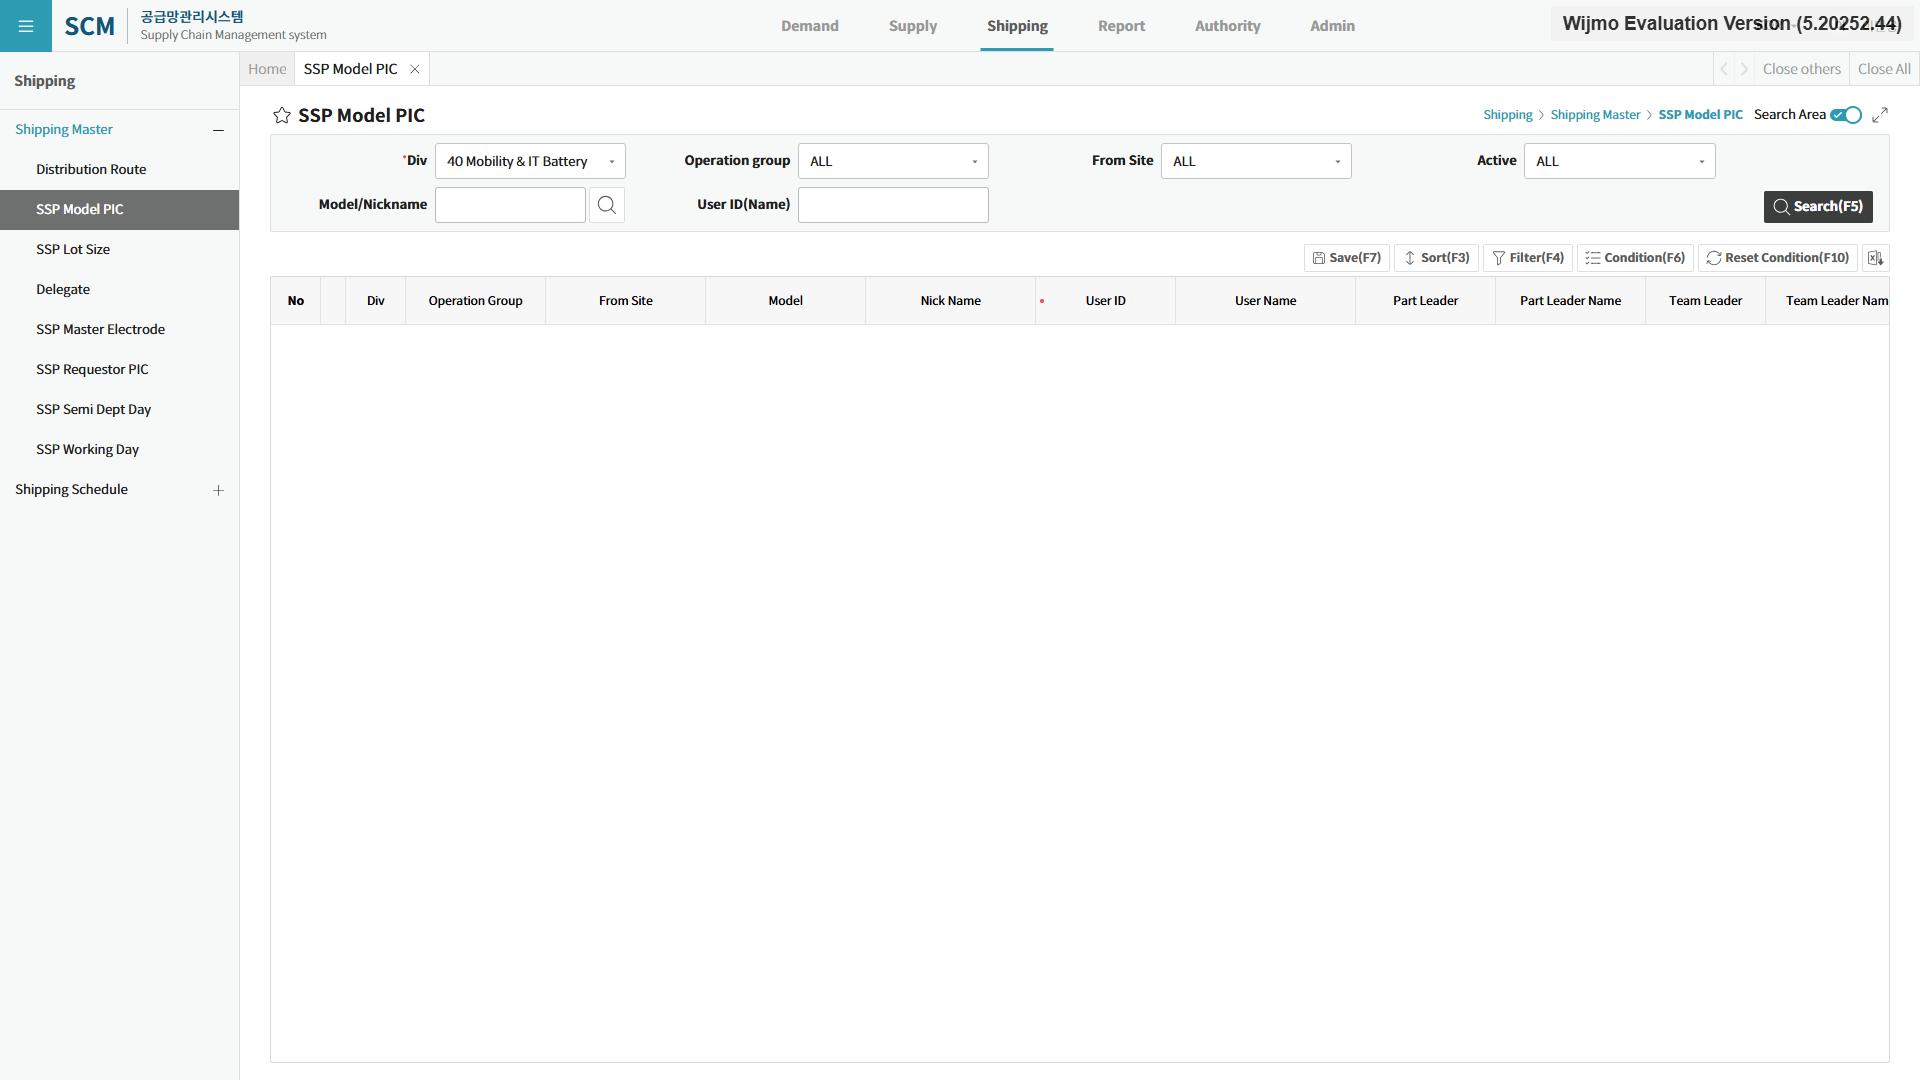 SCM
공급망관리시스템
Supply Chain Management system
Demand
Supply
Shipping
Report
Authority
Admin
Wijmo Evaluation Version (5.20252.44)
Shipping
Home
SSP Model PIC
Close others
Close All
Shipping Master
Distribution Route
SSP Model PIC
SSP Lot Size
Delegate
SSP Master Electrode
SSP Requestor PIC
SSP Semi Dept Day
SSP Working Day
Shipping Schedule
SSP Model PIC
Shipping > Shipping Master > SSP Model PIC
Search Area
*Div
40 Mobility & IT Battery
Operation group
ALL
From Site
ALL
Active
ALL
Model/Nickname
User ID(Name)
Search(F5)
Save(F7)
Sort(F3)
Filter(F4)
Condition(F6)
Reset Condition(F10)
No
Div
Operation Group
From Site
Model
Nick Name
User ID
User Name
Part Leader
Part Leader Name
Team Leader
Team Leader Nam